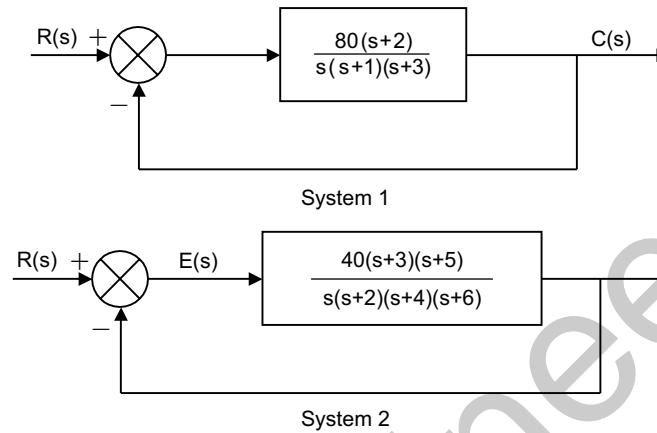 R(s) + 80(s+2) C(s)
s(s+1)(s+3)
−
System 1
R(s) + E(s) 40(s+3)(s+5)
s(s+2)(s+4)(s+6)
−
System 2